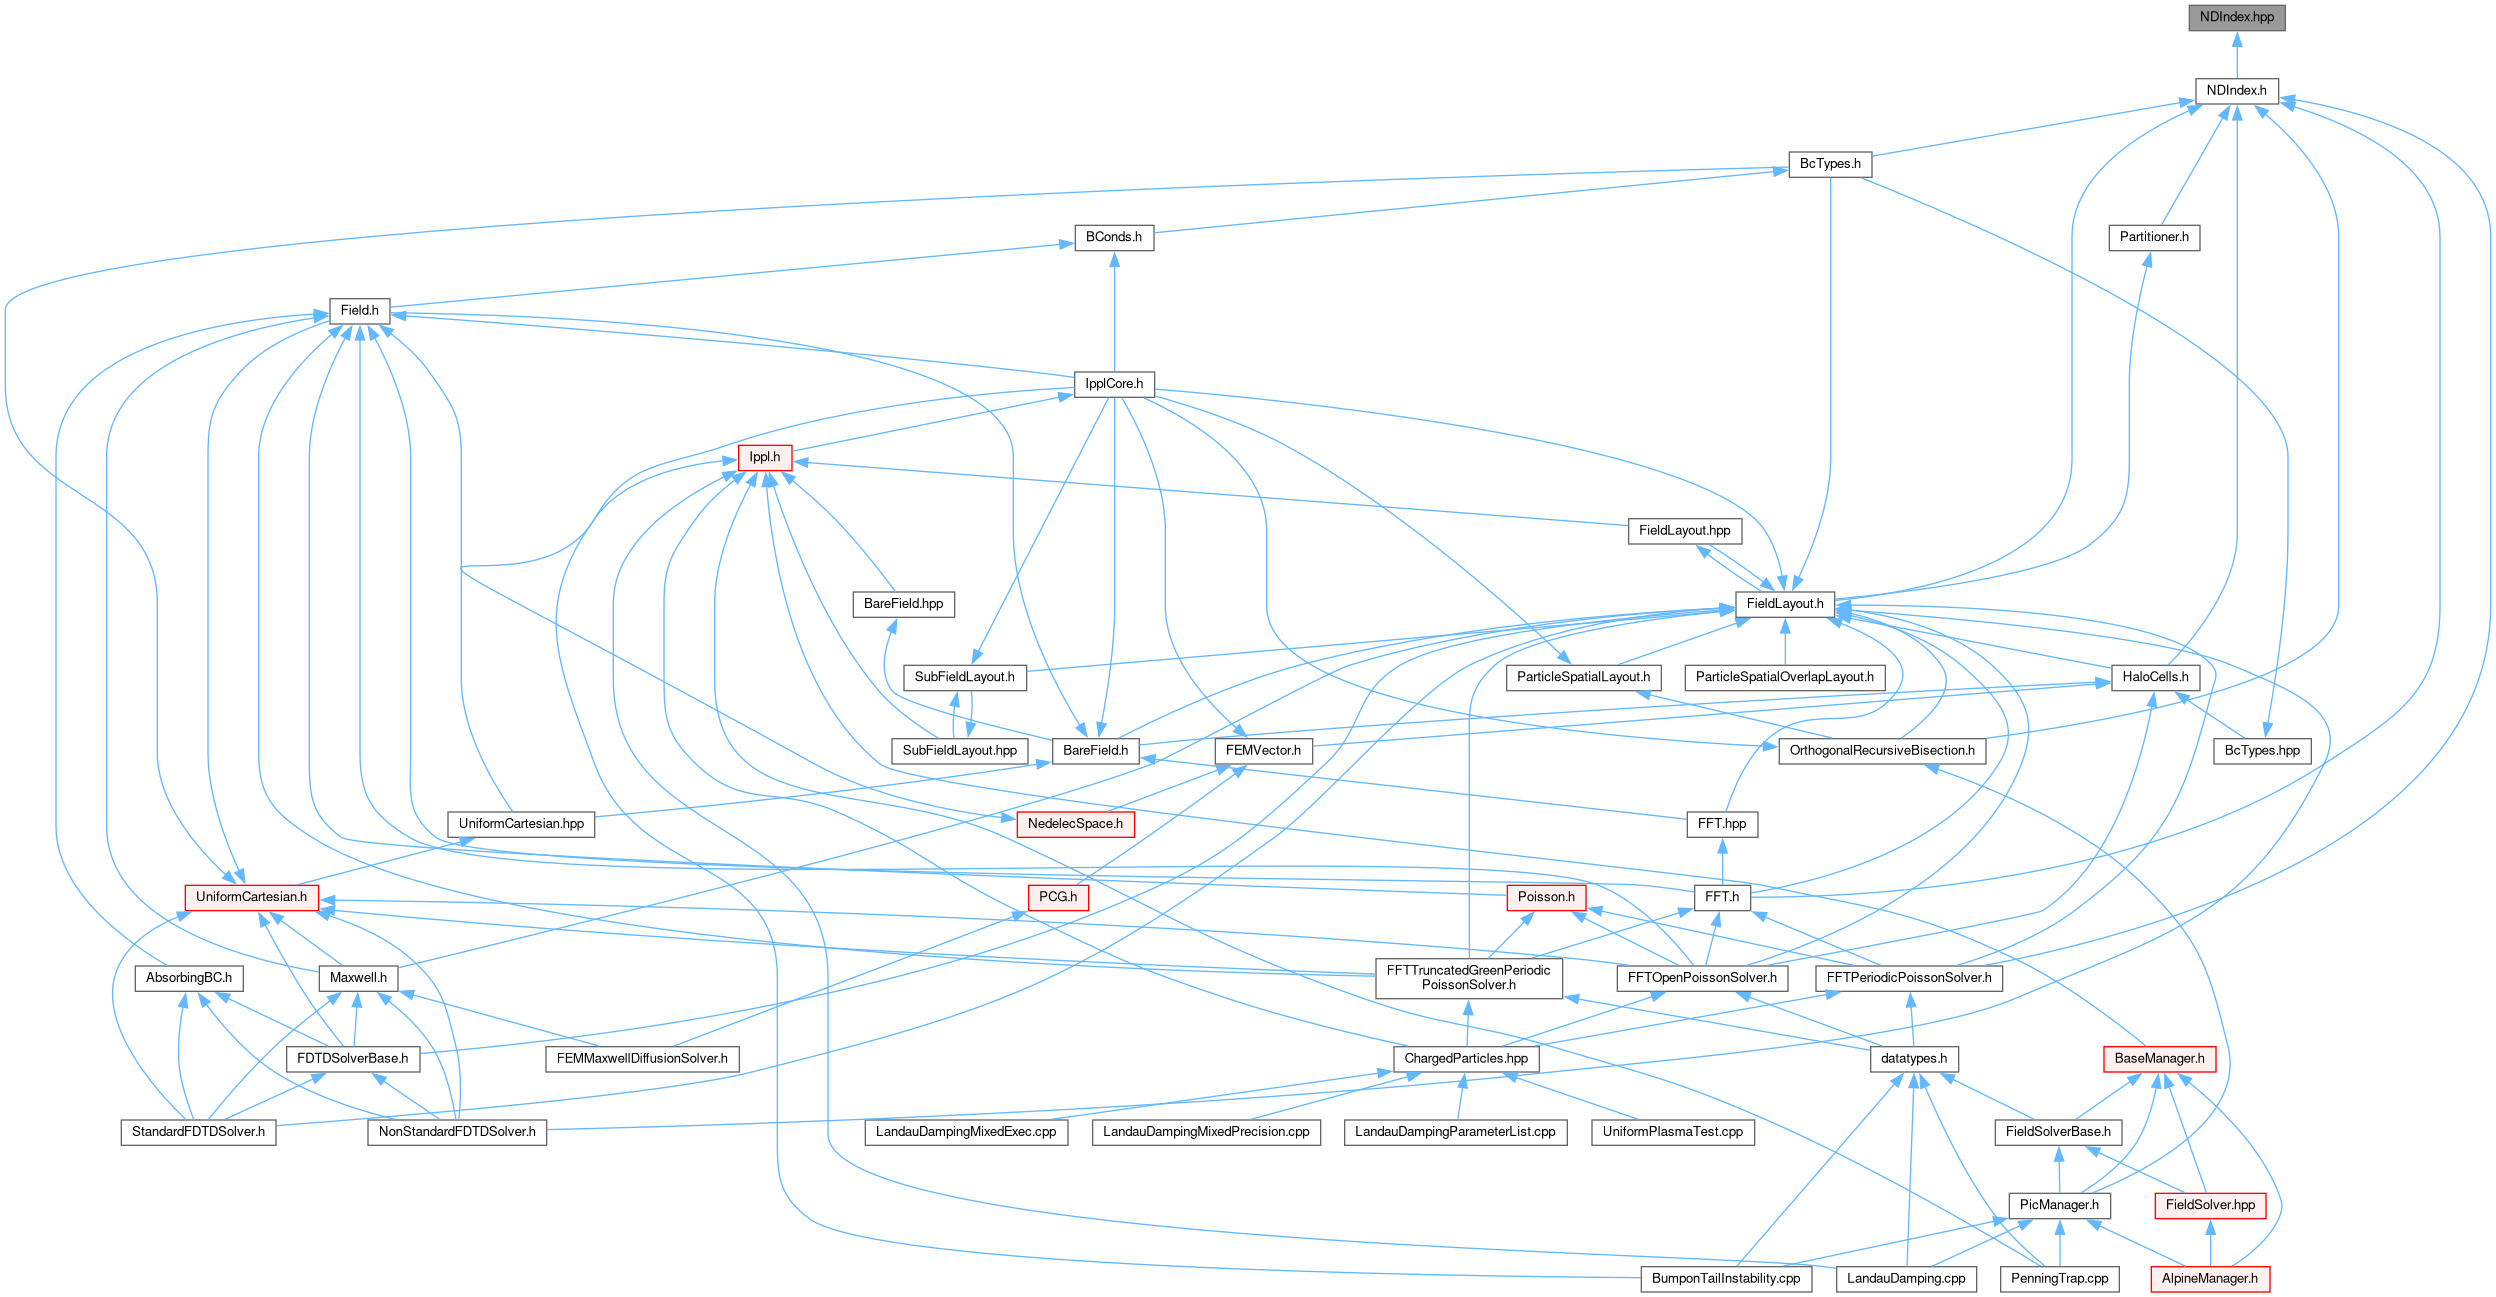 NDIndex.hpp
NDIndex.h
BcTypes.h
BConds.h
Partitioner.h
Field.h
IpplCore.h
Ippl.h
FieldLayout.hpp
BareField.hpp
FieldLayout.h
SubFieldLayout.h
ParticleSpatialLayout.h
ParticleSpatialOverlapLayout.h
HaloCells.h
SubFieldLayout.hpp
BareField.h
FEMVector.h
OrthogonalRecursiveBisection.h
BcTypes.hpp
UniformCartesian.hpp
NedelecSpace.h
FFT.hpp
UniformCartesian.h
PCG.h
Poisson.h
FFT.h
AbsorbingBC.h
Maxwell.h
FFTTruncatedGreenPeriodic
PoissonSolver.h
FFTOpenPoissonSolver.h
FFTPeriodicPoissonSolver.h
FDTDSolverBase.h
FEMMaxwellDiffusionSolver.h
ChargedParticles.hpp
datatypes.h
BaseManager.h
StandardFDTDSolver.h
NonStandardFDTDSolver.h
LandauDampingMixedExec.cpp
LandauDampingMixedPrecision.cpp
LandauDampingParameterList.cpp
UniformPlasmaTest.cpp
FieldSolverBase.h
PicManager.h
FieldSolver.hpp
BumponTailInstability.cpp
LandauDamping.cpp
PenningTrap.cpp
AlpineManager.h